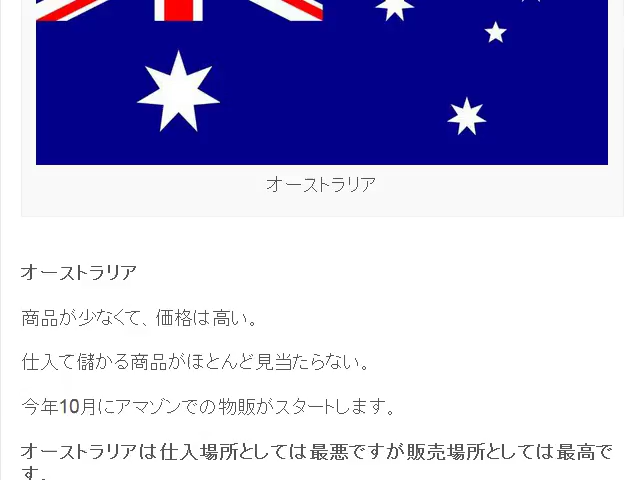 オーストラリア
オーストラリア
商品が少なくて、価格は高い。
仕入て儲かる商品がほとんど見当たらない。
今年10月にアマゾンでの物販がスタートします。
オーストラリアは仕入場所としては最悪ですが販売場所としては最高で
す。